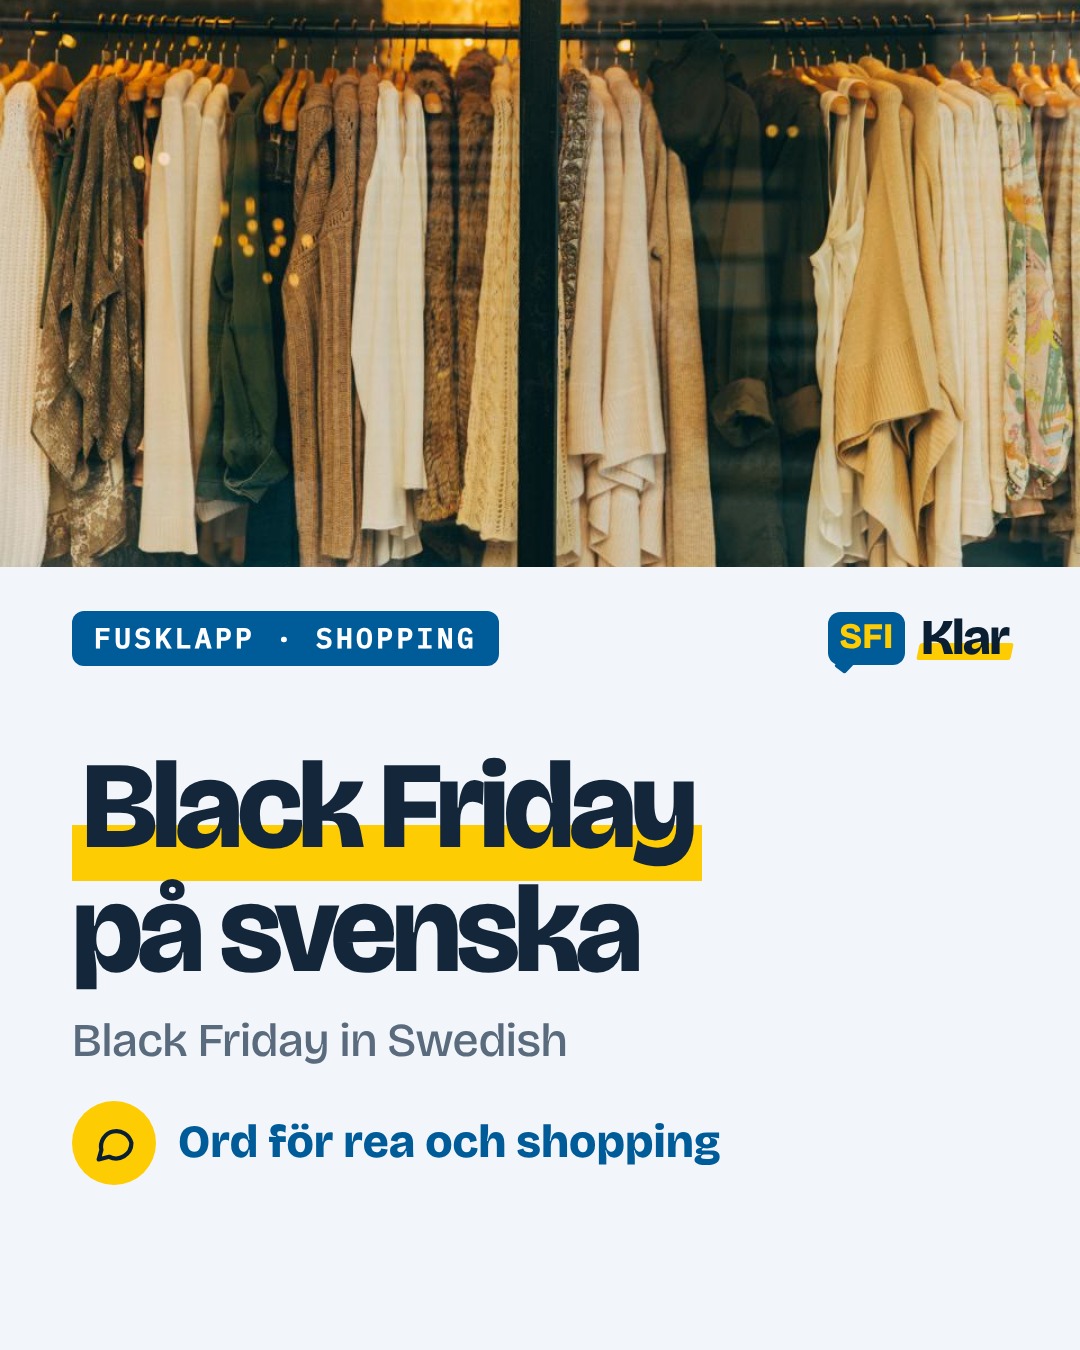 FUSKLAPP · SHOPPING
SFI Klar
Black Friday
på svenska
Black Friday in Swedish
Ord för rea och shopping